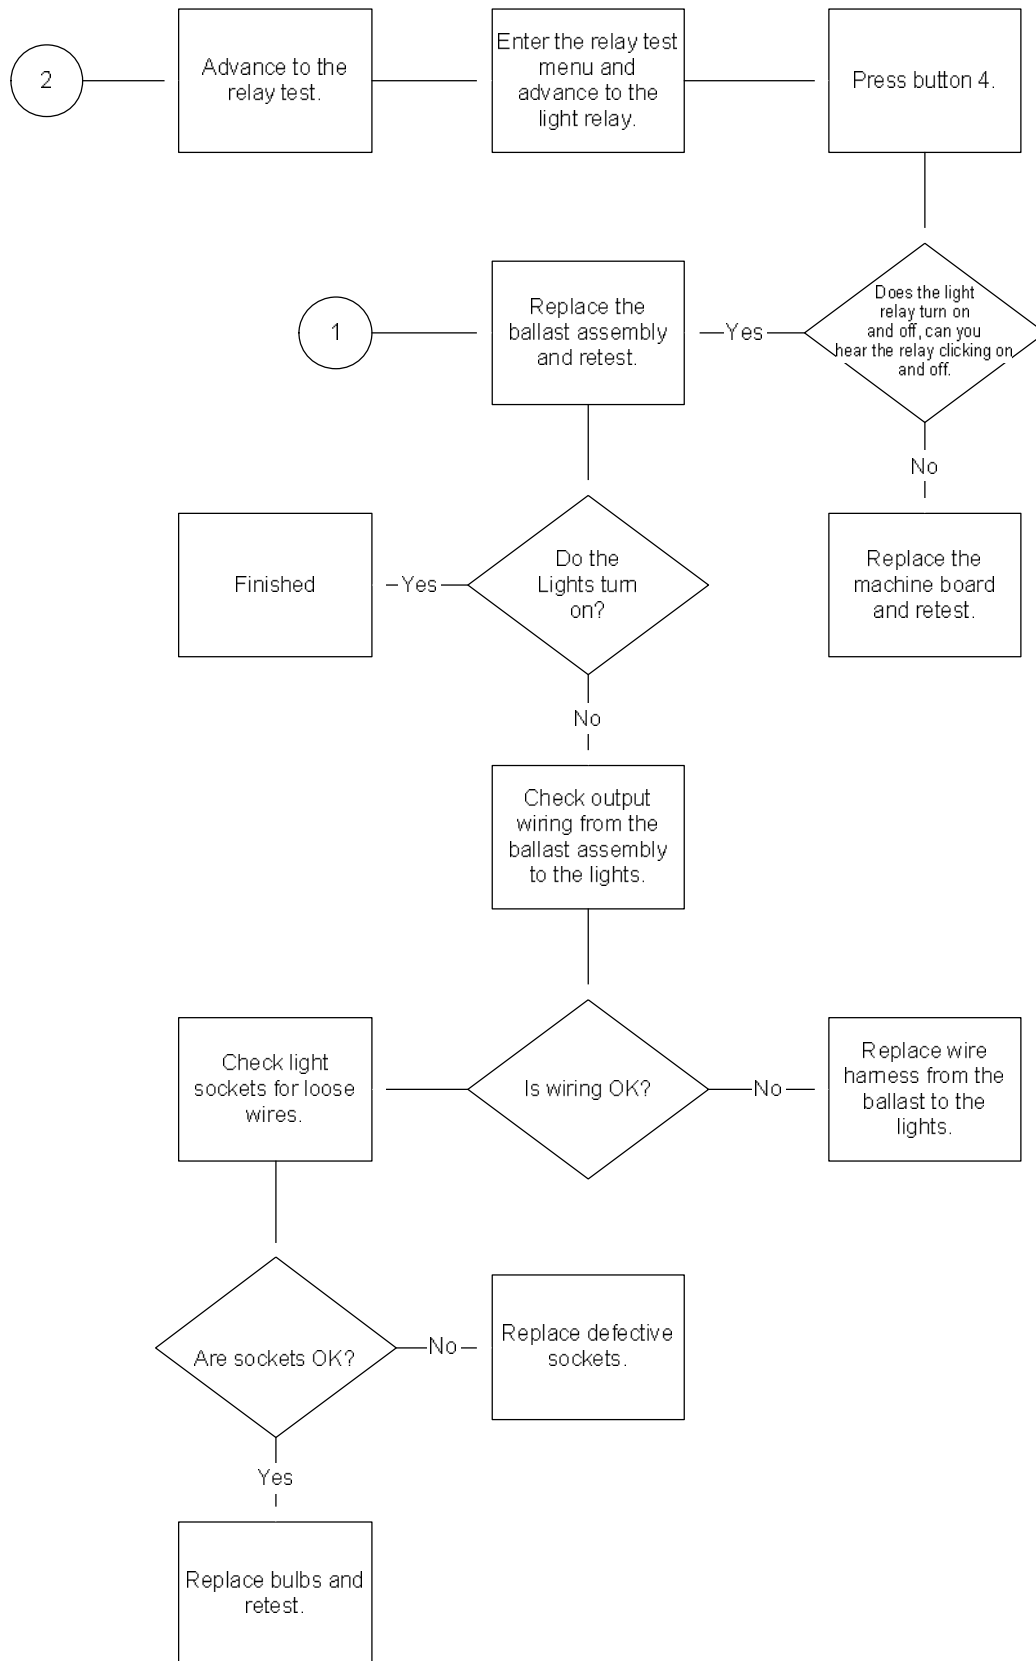 2
Advance to the
relay test.
Enter the relay test
menu and
advance to the
light relay.
Press button 4.
1
Replace the
ballast assembly
and retest.
Yes
Does the light
relay turn on
and off, can you
hear the relay clicking on
and off.
No
Finished
Yes
Do the
Lights turn
on?
Replace the
machine board
and retest.
No
Check output
wiring from the
ballast assembly
to the lights.
Check light
sockets for loose
wires.
Is wiring OK?
No
Replace wire
harness from the
ballast to the
lights.
Are sockets OK?
No
Replace defective
sockets.
Yes
Replace bulbs and
retest.